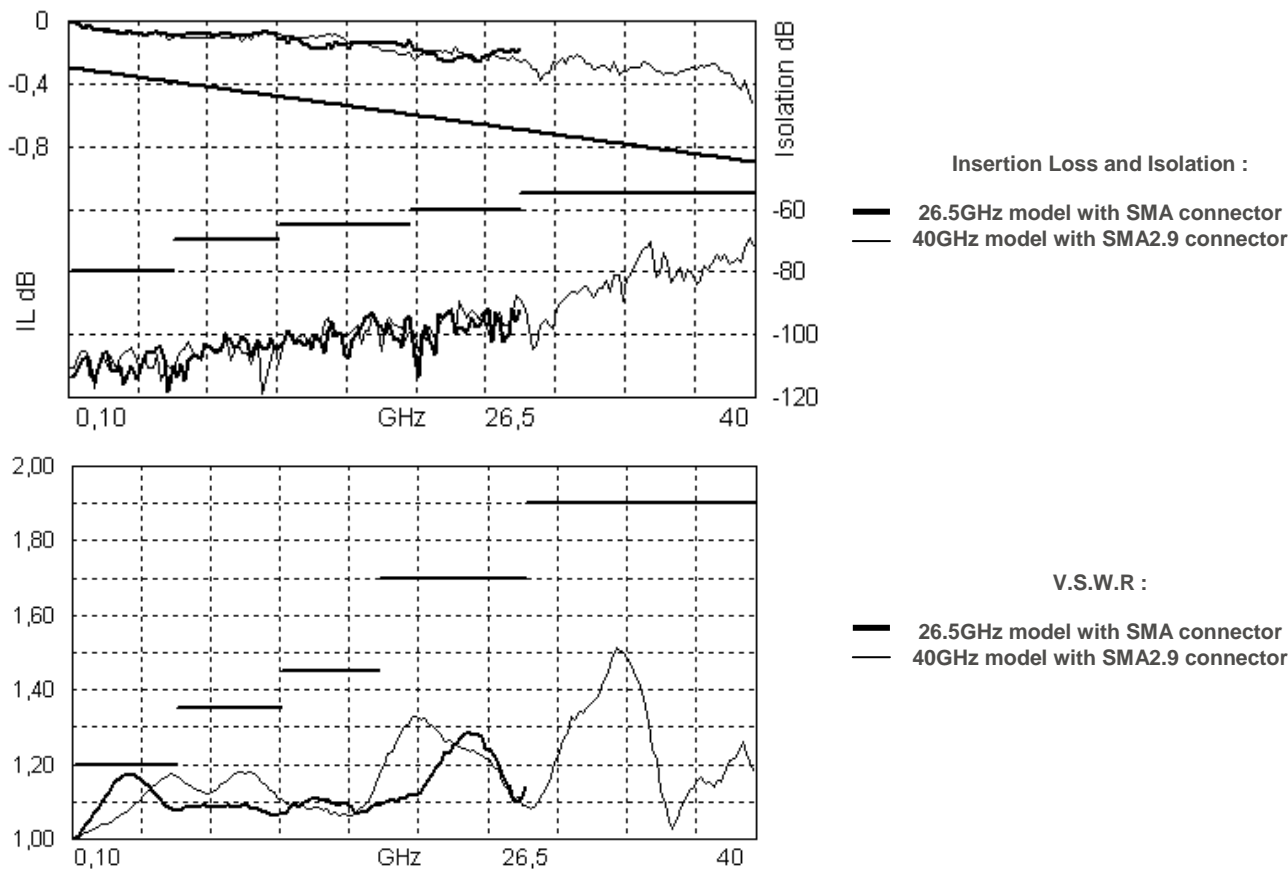 0
-0,4
-0,8
IL dB
Isolation dB
-60
-80
-100
-120
0,10 GHz 26,5 40
Insertion Loss and Isolation :
26.5GHz model with SMA connector
40GHz model with SMA2.9 connector
2,00
1,80
1,60
1,40
1,20
1,00
0,10 GHz 26,5 40
V.S.W.R :
26.5GHz model with SMA connector
40GHz model with SMA2.9 connector